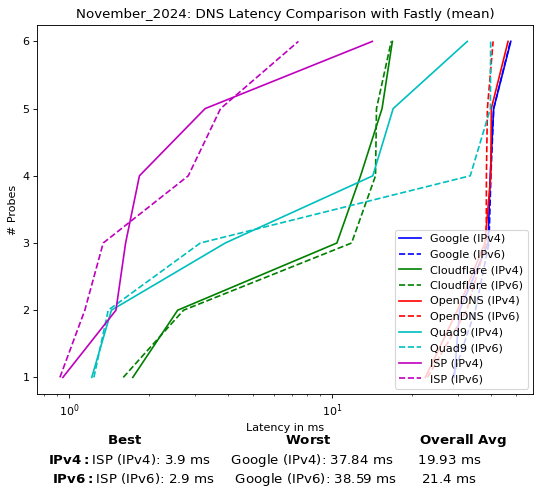 November_2024: DNS Latency Comparison with Fastly (mean)
# Probes
6
5
4
3
2
1
Google (IPv4)
Google (IPv6)
Cloudflare (IPv4)
Cloudflare (IPv6)
OpenDNS (IPv4)
OpenDNS (IPv6)
Quad9 (IPv4)
Quad9 (IPv6)
ISP (IPv4)
ISP (IPv6)
10⁰ 10¹
Latency in ms
Best Worst Overall Avg
IPv4: ISP (IPv4): 3.9 ms Google (IPv4): 37.84 ms 19.93 ms
IPv6: ISP (IPv6): 2.9 ms Google (IPv6): 38.59 ms 21.4 ms